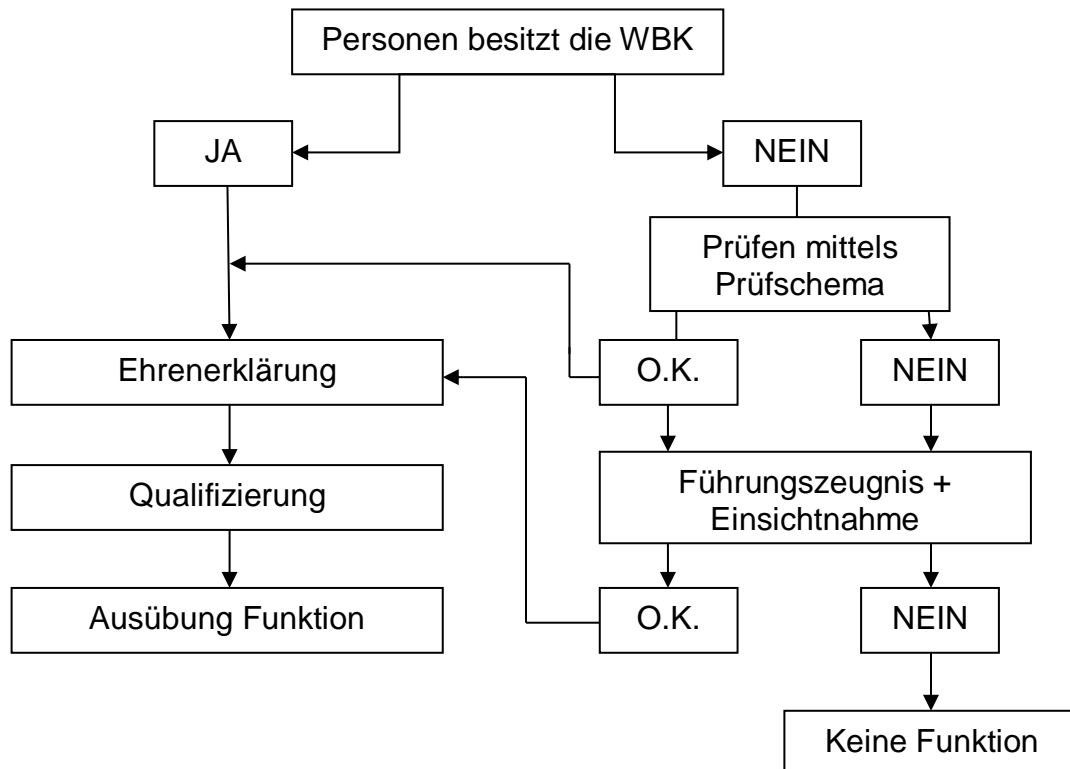 Personen besitzt die WBK
JA
NEIN
Prüfen mittels
Prüfschema
Ehrenerklärung
O.K.
NEIN
Qualifizierung
Führungszeugnis +
Einsichtnahme
Ausübung Funktion
O.K.
NEIN
Keine Funktion